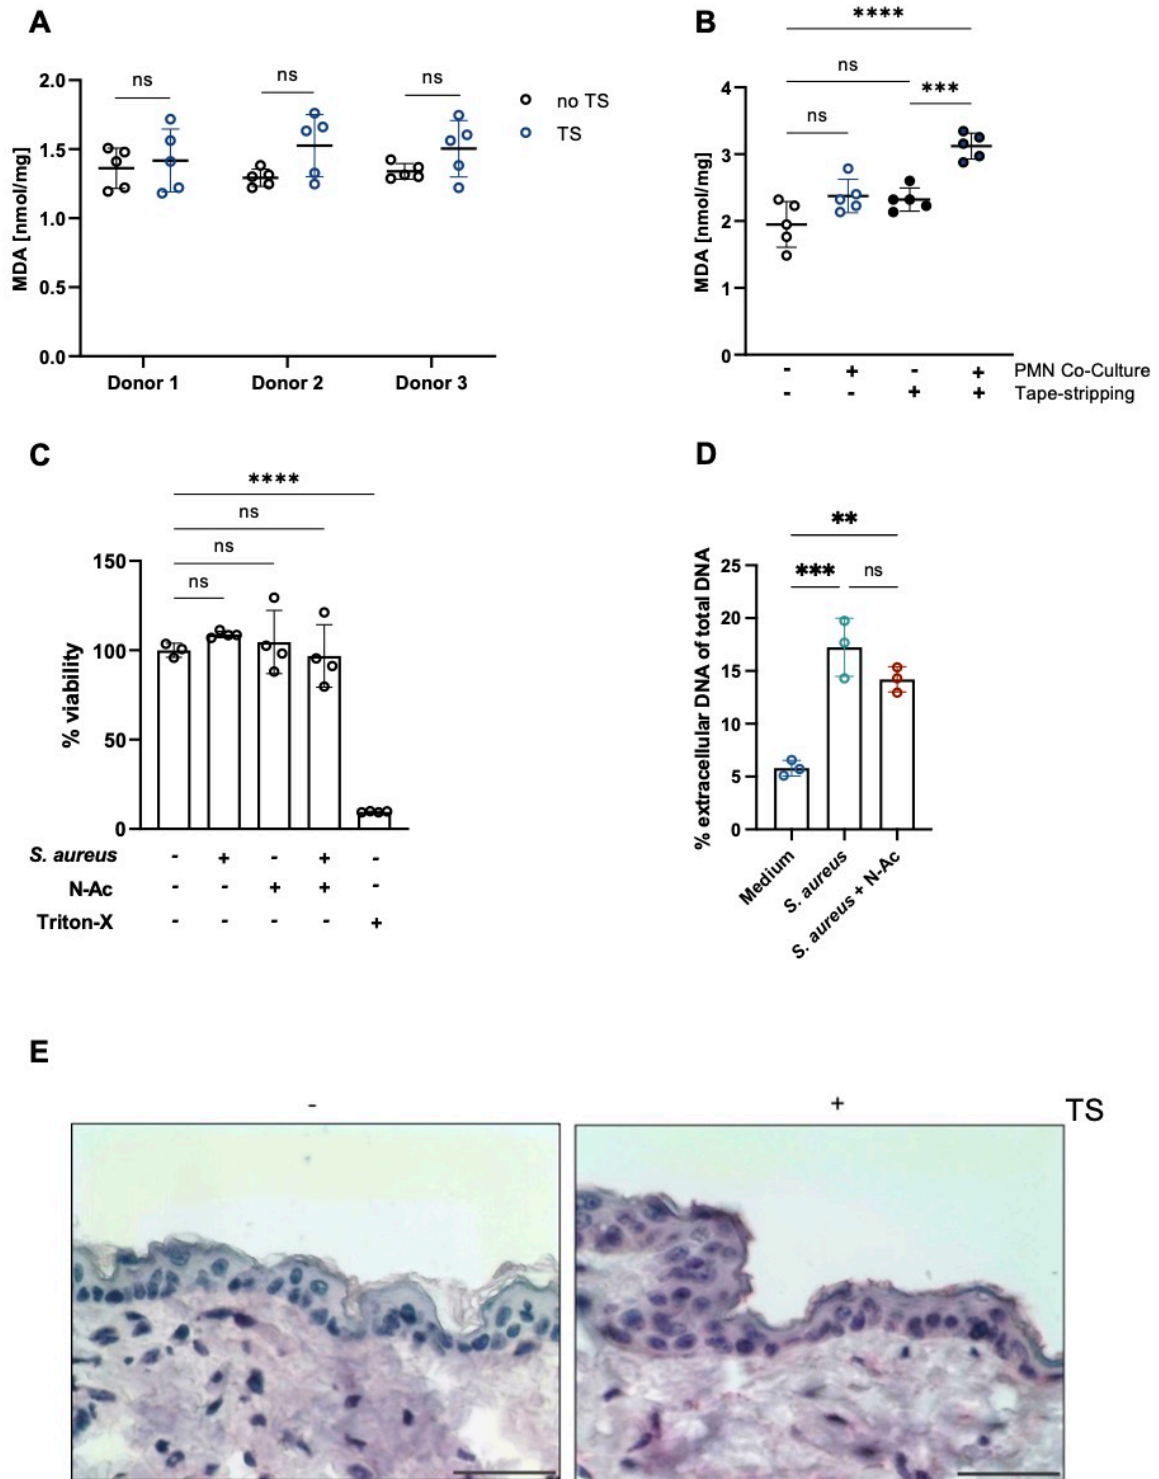 A
ns
ns
ns
no TS
TS
2.0
1.5
1.0
0.5
0.0
MDA [nmol/mg]
Donor 1
Donor 2
Donor 3
B
****
ns
***
ns
4
3
2
1
0
MDA [nmol/mg]
- + - + PMN Co-Culture
- - + + Tape-stripping
C
****
ns
ns
ns
150
100
50
0
% viability
S. aureus - + - + -
N-Ac - - + + -
Triton-X - - - - +
D
**
*** ns
25
20
15
10
5
0
% extracellular DNA of total DNA
Medium
S. aureus
S. aureus + N-Ac
E
- + TS